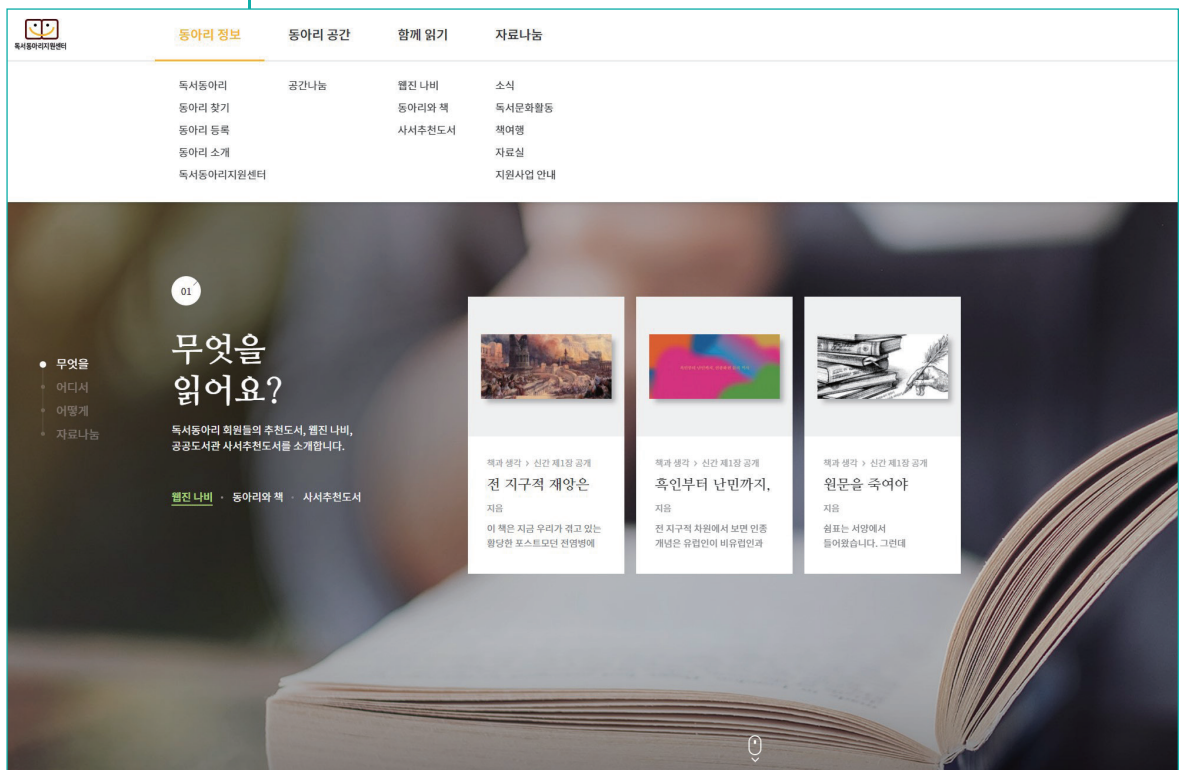 독서동아리지원센터
동아리 정보
동아리 공간
함께 읽기
자료나눔
독서동아리
동아리 찾기
동아리 등록
동아리 소개
독서동아리지원센터
공간나눔
웹진 나비
동아리와 책
사서추천도서
소식
독서문화활동
책여행
자료실
지원사업 안내
무엇을
어디서
어떻게
자료나눔
01
무엇을
읽어요?
독서동아리 회원들의 추천도서, 웹진 나비,
공공도서관 사서추천도서를 소개합니다.
웹진 나비 • 동아리와 책 • 사서추천도서
책과 생각 > 신간 제1장 공개
전 지구적 재앙은
지음
이 책은 지금 우리가 겪고 있는
황당한 포스트모던 전염병에
책과 생각 > 신간 제1장 공개
흑인부터 난민까지,
지음
전 지구적 차원에서 보면 인종
개념은 유럽인이 비유럽인과
책과 생각 > 신간 제1장 공개
원문을 죽여야
지음
쉼표는 서양에서
들어왔습니다. 그런데